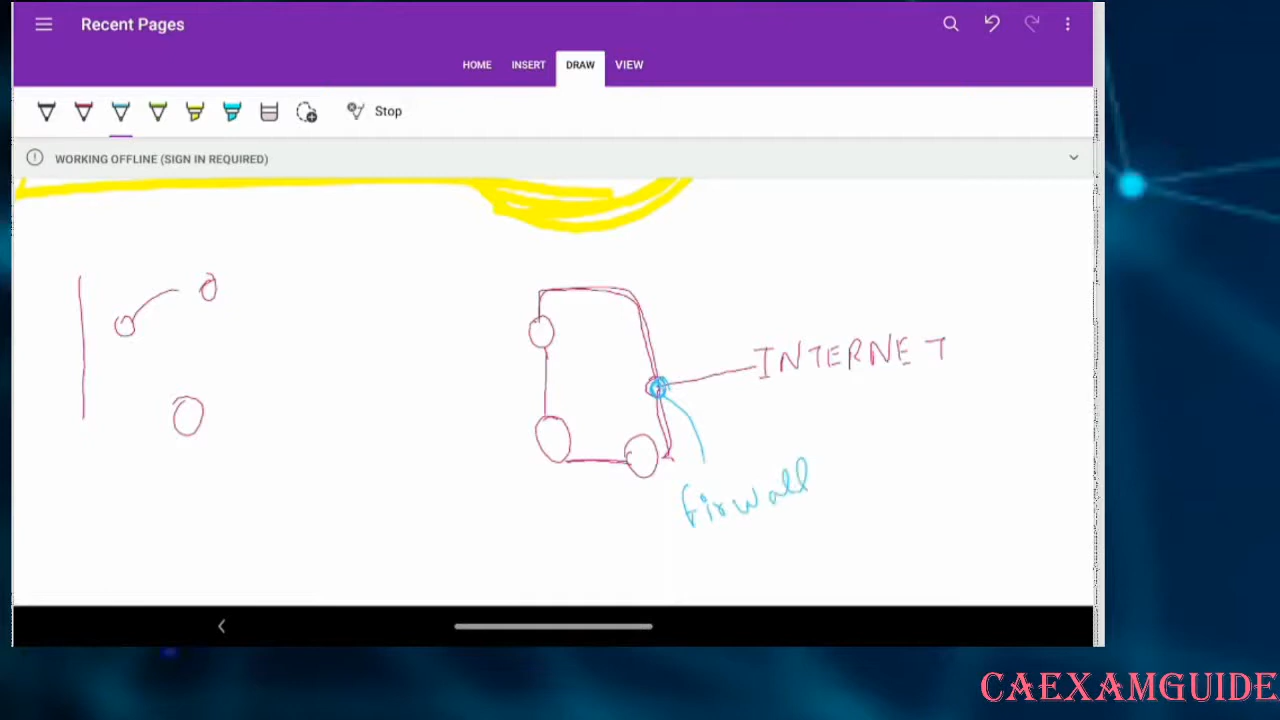 Recent Pages
HOME INSERT DRAW VIEW
Stop
WORKING OFFLINE (SIGN IN REQUIRED)
INTERNET
firwall
CAEXAMGUIDE